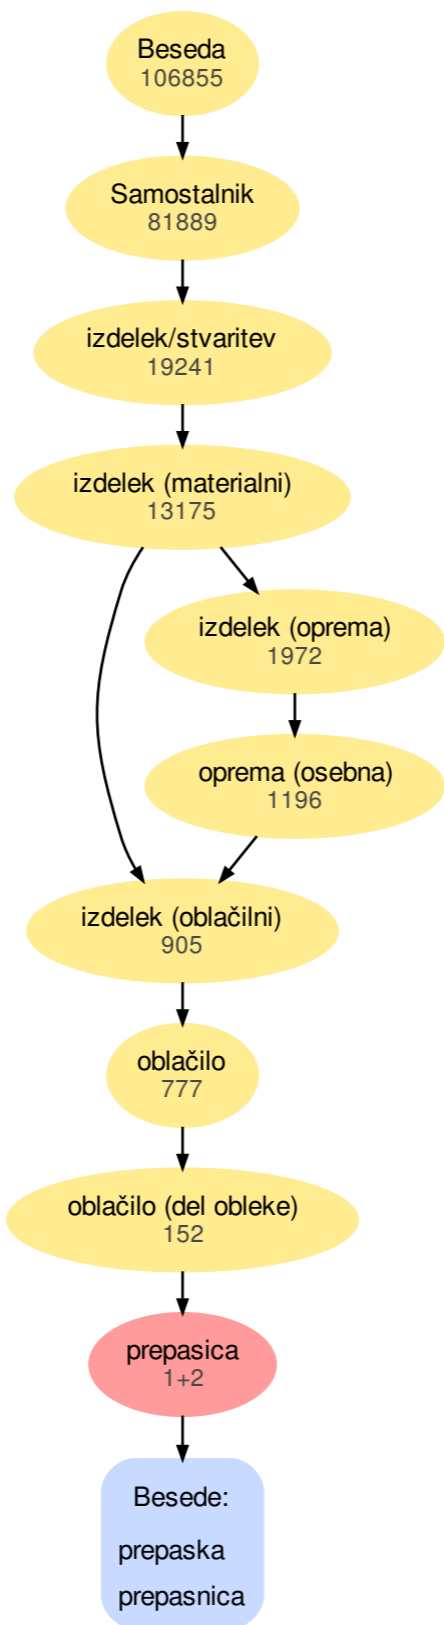 Beseda
106855
Samostalnik
81889
izdelek/stvaritev
19241
izdelek (materialni)
13175
izdelek (oprema)
1972
oprema (osebna)
1196
izdelek (oblačilni)
905
oblačilo
777
oblačilo (del obleke)
152
prepasica
1+2
Besede:
prepaska
prepasnica